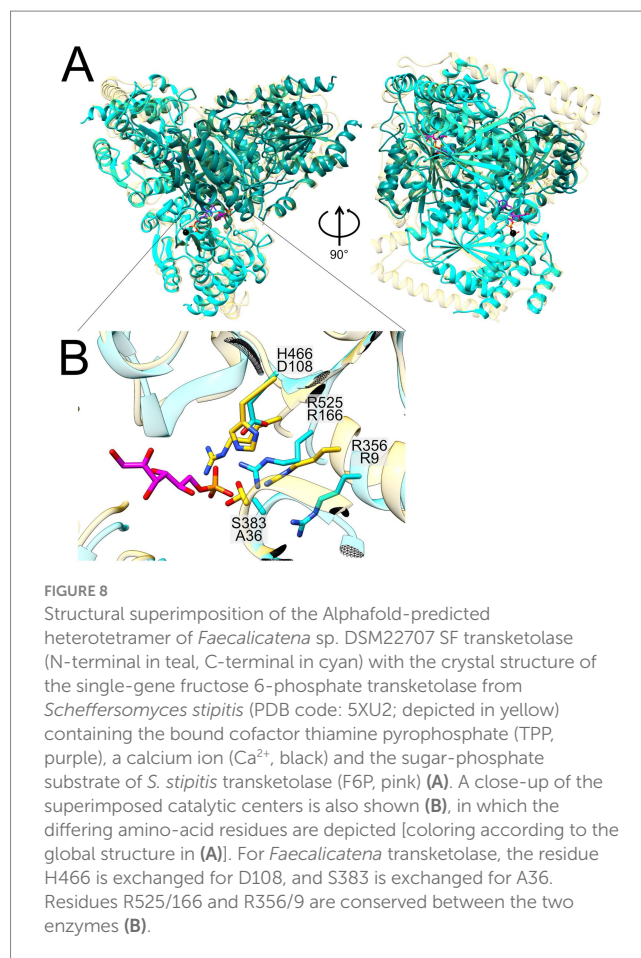 A
90°
B
H466
D108
R525
R166
R356
R9
S383
A36
FIGURE 8
Structural superimposition of the Alphafold-predicted
heterotetramer of Faecalicatena sp. DSM22707 SF transketolase
(N-terminal in teal, C-terminal in cyan) with the crystal structure of
the single-gene fructose 6-phosphate transketolase from
Scheffersomyces stipitis (PDB code: 5XU2; depicted in yellow)
containing the bound cofactor thiamine pyrophosphate (TPP,
purple), a calcium ion (Ca²⁺, black) and the sugar-phosphate
substrate of S. stipitis transketolase (F6P, pink) (A). A close-up of the
superimposed catalytic centers is also shown (B), in which the
differing amino-acid residues are depicted [coloring according to the
global structure in (A)]. For Faecalicatena transketolase, the residue
H466 is exchanged for D108, and S383 is exchanged for A36.
Residues R525/166 and R356/9 are conserved between the two
enzymes (B).